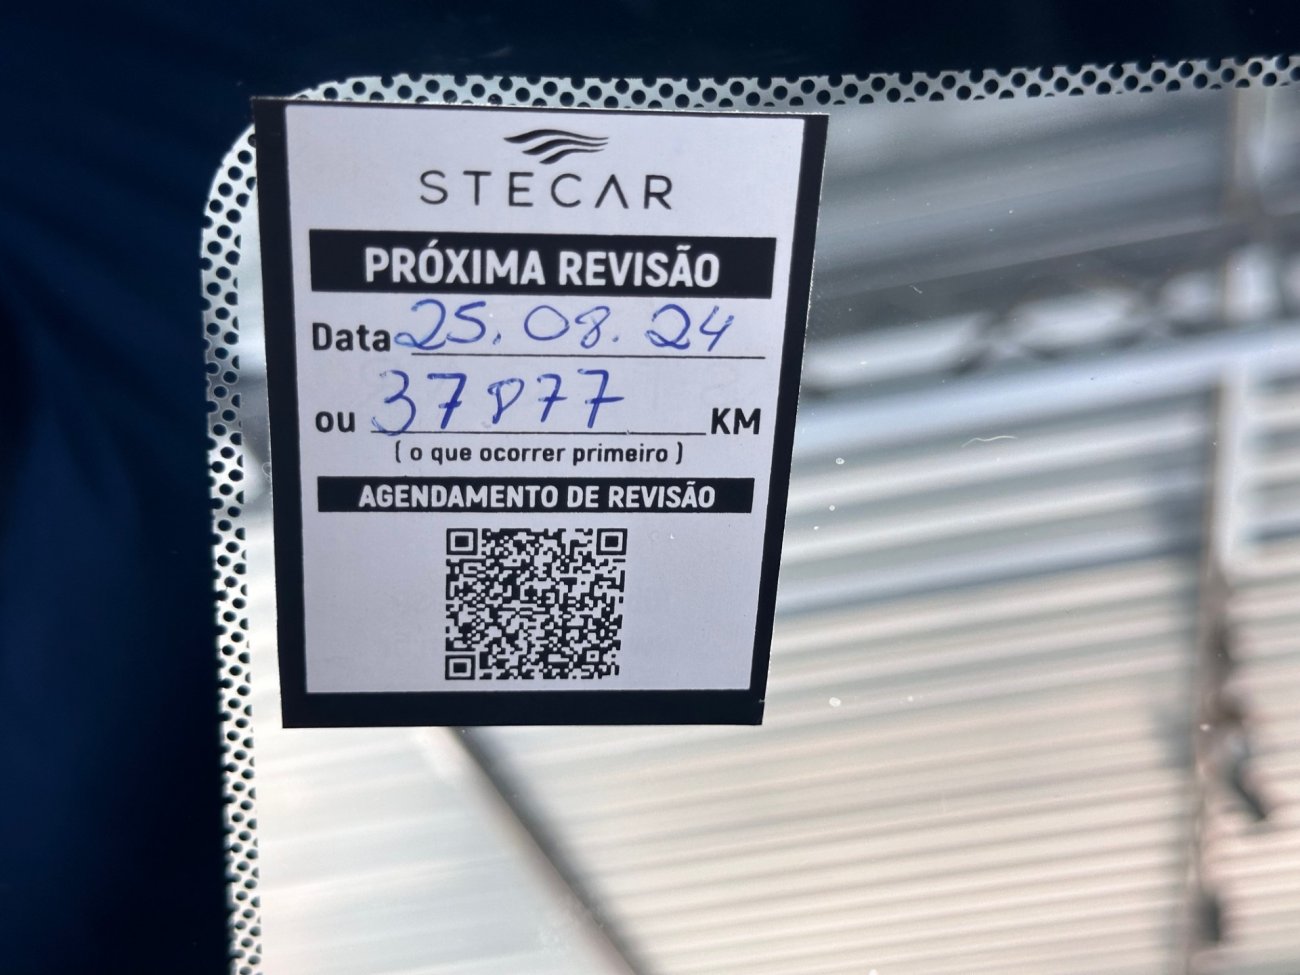 STECAR
PRÓXIMA REVISÃO
Data 25.08.24
ou 37877 KM
( o que ocorrer primeiro )
AGENDAMENTO DE REVISÃO